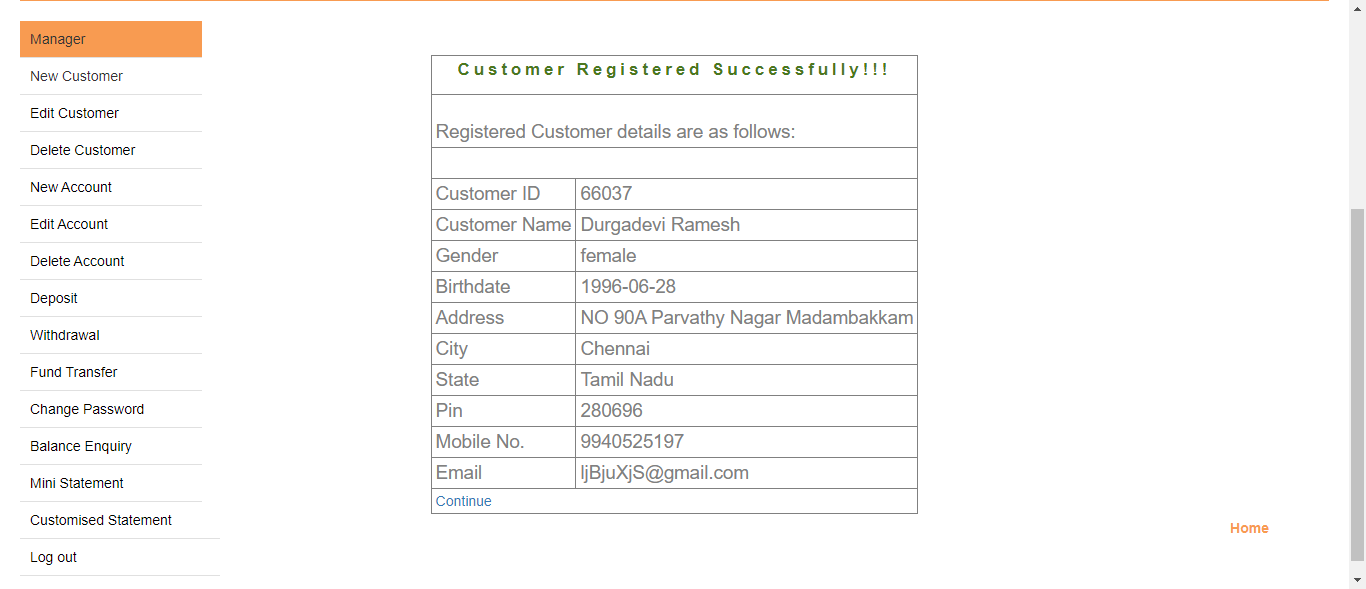 Manager
New Customer
Edit Customer
Delete Customer
New Account
Edit Account
Delete Account
Deposit
Withdrawal
Fund Transfer
Change Password
Balance Enquiry
Mini Statement
Customised Statement
Log out
Customer Registered Successfully!!!
Registered Customer details are as follows:
Customer ID 66037
Customer Name Durgadevi Ramesh
Gender female
Birthdate 1996-06-28
Address NO 90A Parvathy Nagar Madambakkam
City Chennai
State Tamil Nadu
Pin 280696
Mobile No. 9940525197
Email ljBjuXjS@gmail.com
Continue
Home